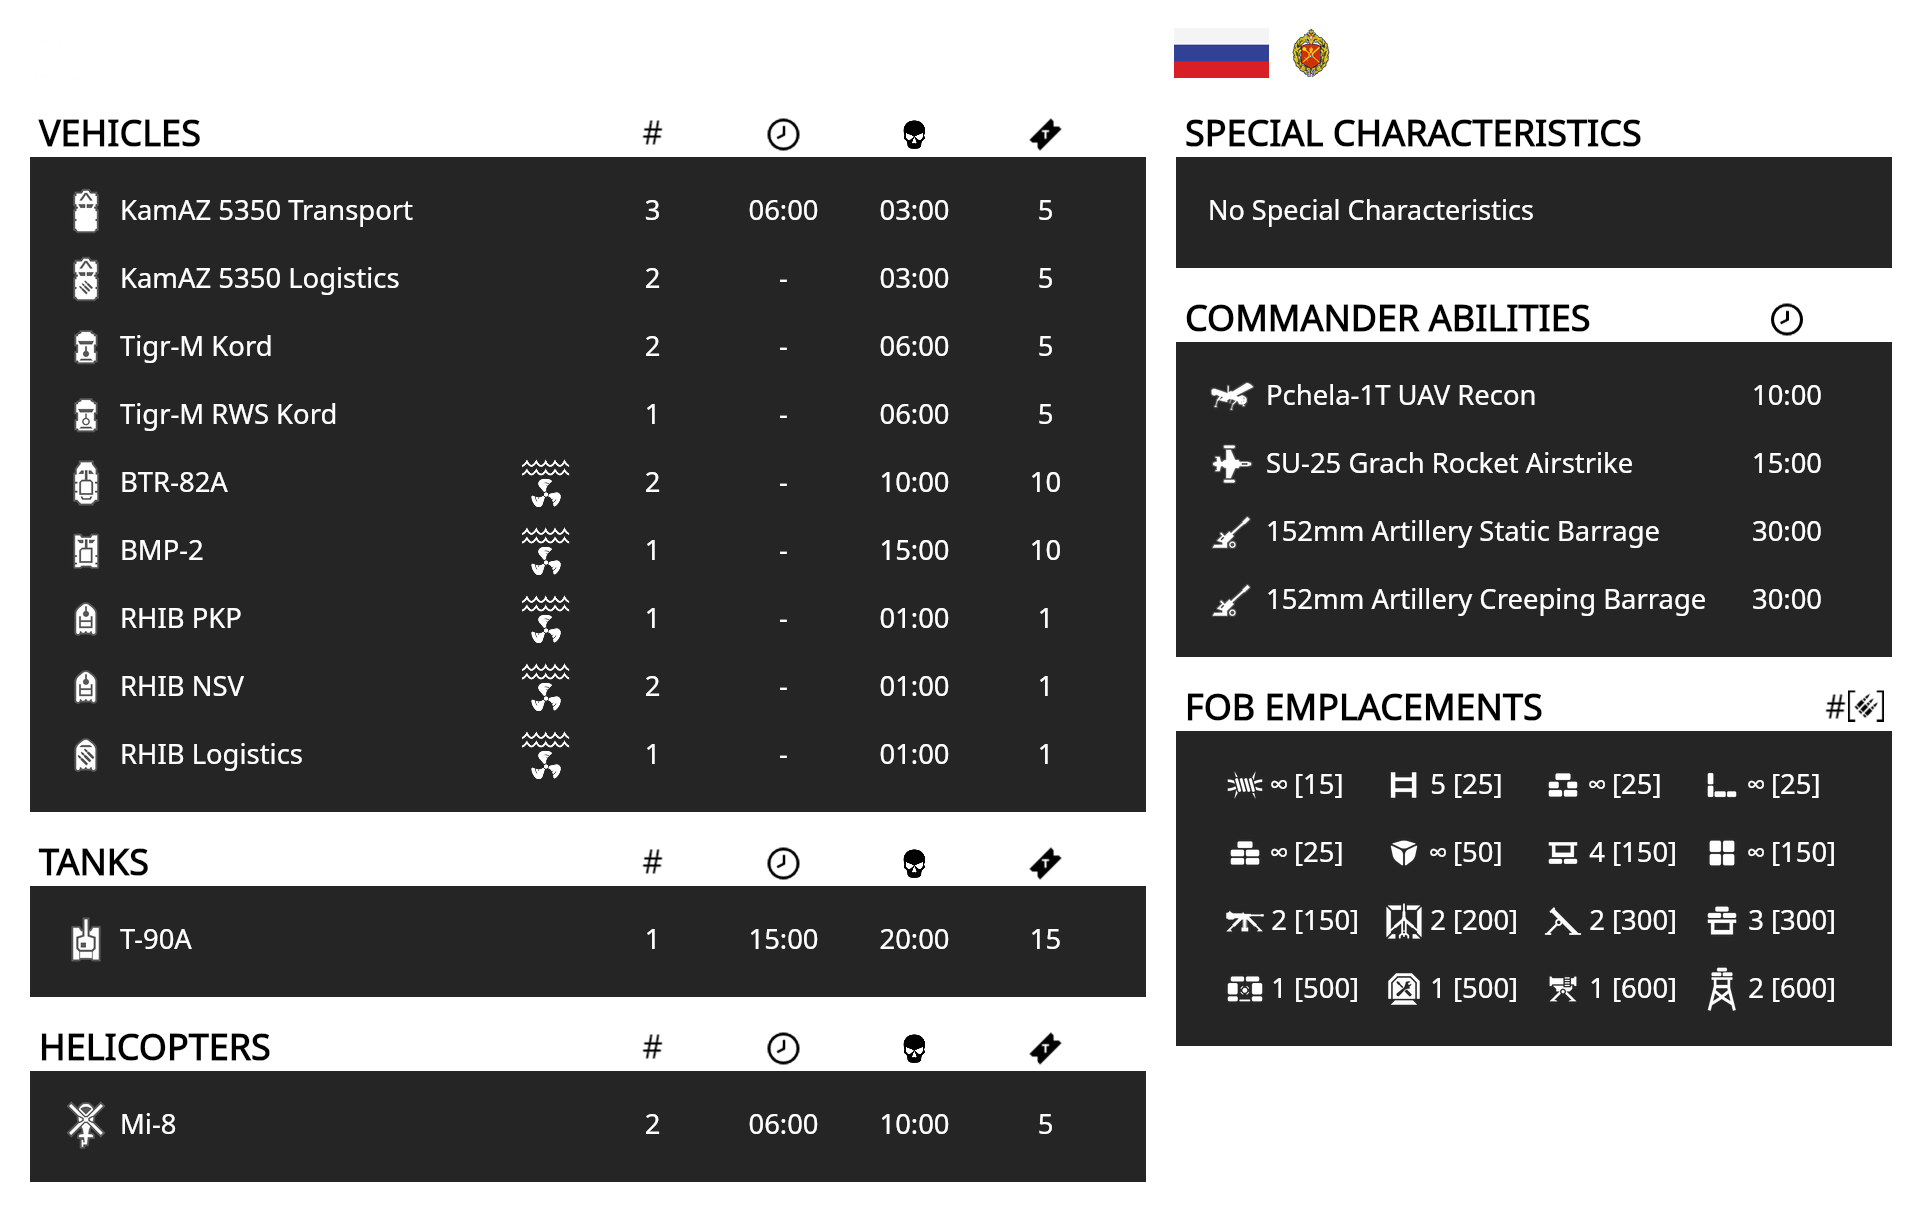 VEHICLES #
KamAZ 5350 Transport 3 06:00 03:00 5
KamAZ 5350 Logistics 2 - 03:00 5
Tigr-M Kord 2 - 06:00 5
Tigr-M RWS Kord 1 - 06:00 5
BTR-82A 2 - 10:00 10
BMP-2 1 - 15:00 10
RHIB PKP 1 - 01:00 1
RHIB NSV 2 - 01:00 1
RHIB Logistics 1 - 01:00 1
TANKS #
T-90A 1 15:00 20:00 15
HELICOPTERS #
Mi-8 2 06:00 10:00 5
SPECIAL CHARACTERISTICS
No Special Characteristics
COMMANDER ABILITIES
Pchela-1T UAV Recon 10:00
SU-25 Grach Rocket Airstrike 15:00
152mm Artillery Static Barrage 30:00
152mm Artillery Creeping Barrage 30:00
FOB EMPLACEMENTS #[]
∞ [15] 5 [25] ∞ [25] ∞ [25]
∞ [25] ∞ [50] 4 [150] ∞ [150]
2 [150] 2 [200] 2 [300] 3 [300]
1 [500] 1 [500] 1 [600] 2 [600]